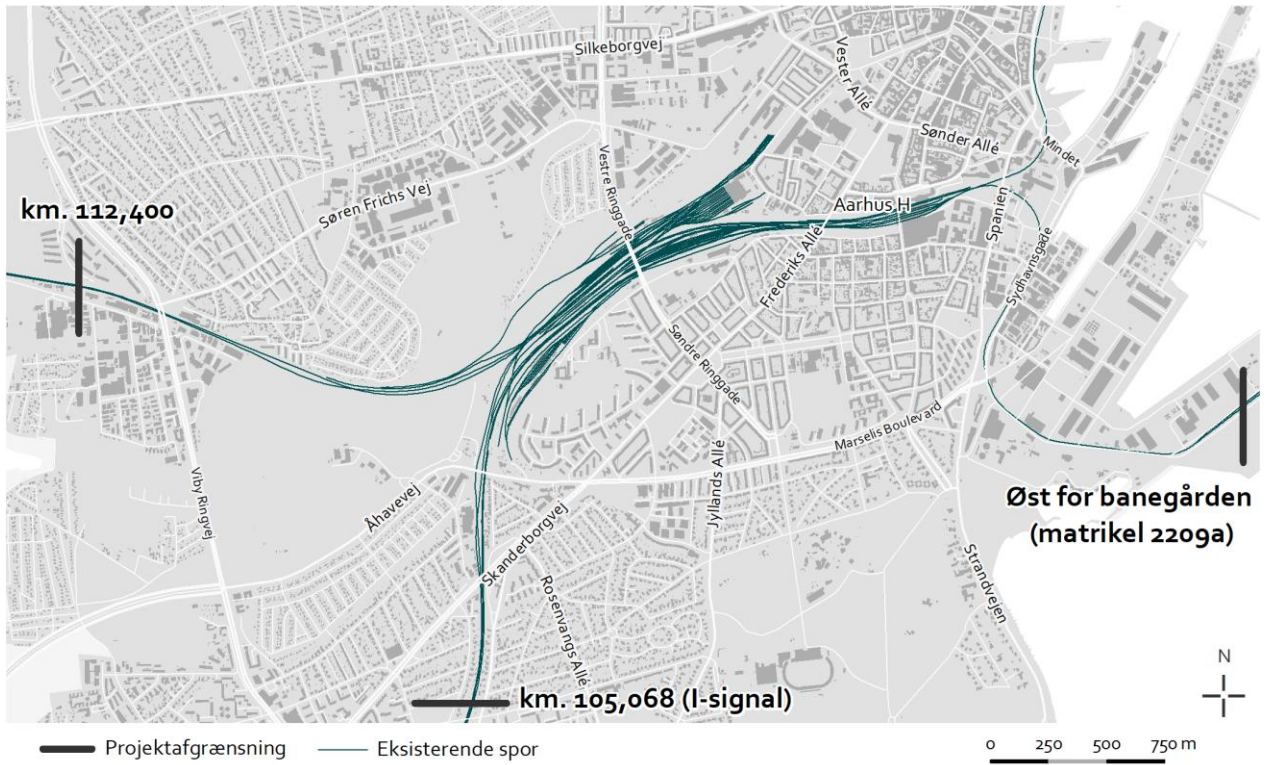 Silkeborgvej
Vester Allé
Sønder Allé
Mindet
Vestre Ringgade
Søren Frichs Vej
km. 112,400
Aarhus H
Spanien
Frederiks Allé
Sydhavnsgade
Søndre Ringgade
Marselis Boulevard
Viby Ringvej
Åhavevej
Jyllands Allé
Øst for banegården
(matrikel 2209a)
Skanderborgvej
Strandvejen
Rosenvangs Allé
km. 105,068 (I-signal)
N
Projektafgrænsning
Eksisterende spor
0 250 500 750 m